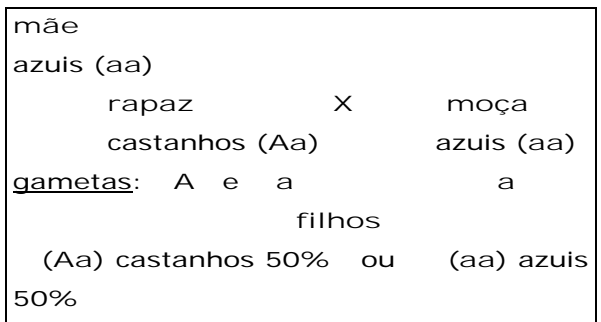 mãe
azuis (aa)
rapaz X moça
castanhos (Aa) azuis (aa)
gametas: A e a a
filhos
(Aa) castanhos 50% ou (aa) azuis
50%